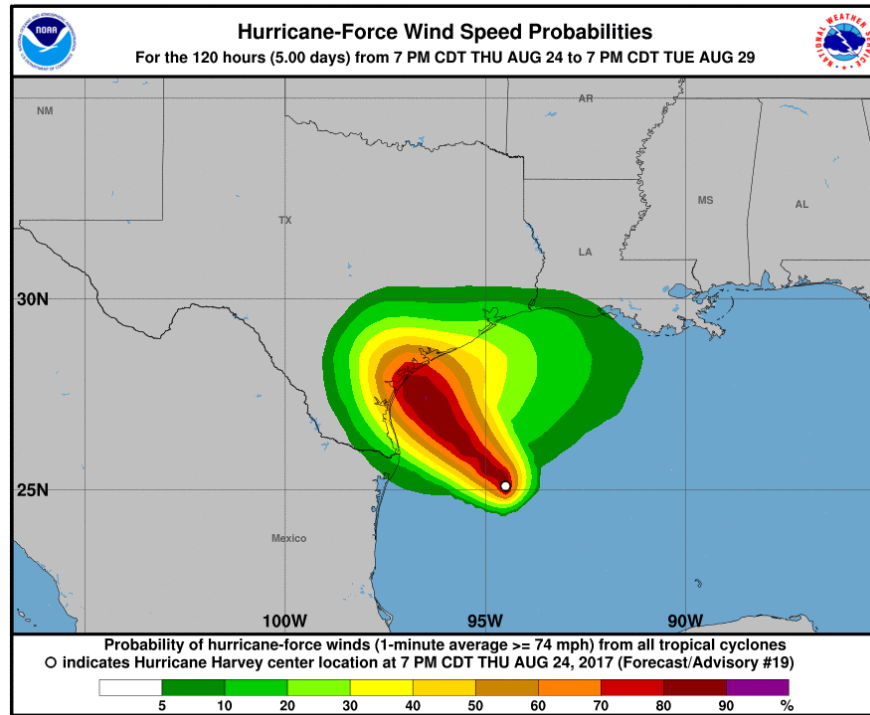 Hurricane-Force Wind Speed Probabilities
For the 120 hours (5.00 days) from 7 PM CDT THU AUG 24 to 7 PM CDT TUE AUG 29
NOAA
NATIONAL WEATHER SERVICE
NM
AR
TX
MS
AL
LA
30N
25N
Mexico
100W
95W
90W
Probability of hurricane-force winds (1-minute average >= 74 mph) from all tropical cyclones
indicates Hurricane Harvey center location at 7 PM CDT THU AUG 24, 2017 (Forecast/Advisory #19)
5 10 20 30 40 50 60 70 80 90 %